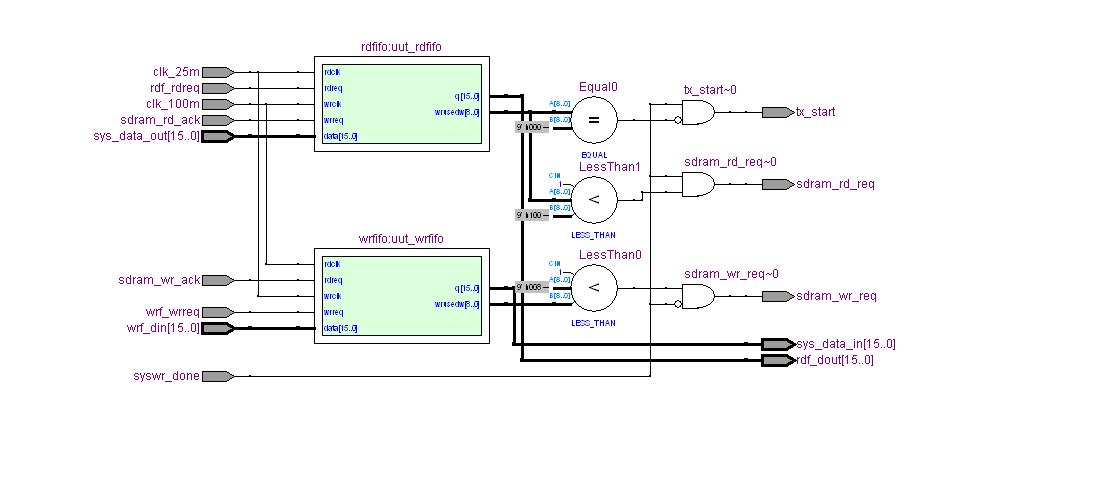 rdfifo:uut_rdfifo
clk_25m
rdf_rdreq
clk_100m
sdram_rd_ack
sys_data_out[15..0]
rdclk
rdreq
wrclk
wrreq
data[15..0]
q[15..0]
wrusedw[8..0]
Equal0
A[8..0]
B[8..0]
9' h000
=
EQUAL
tx_start~0
tx_start
LessThan1
CIN
1
A[8..0]
B[8..0]
9' h100
<
LESS_THAN
sdram_rd_req~0
sdram_rd_req
wrfifo:uut_wrfifo
sdram_wr_ack
wrf_wrreq
wrf_din[15..0]
rdclk
rdreq
wrclk
wrreq
data[15..0]
q[15..0]
wrusedw[8..0]
LessThan0
CIN
1
A[8..0]
B[8..0]
9' h008
<
LESS_THAN
sdram_wr_req~0
sdram_wr_req
sys_data_in[15..0]
rdf_dout[15..0]
syswr_done